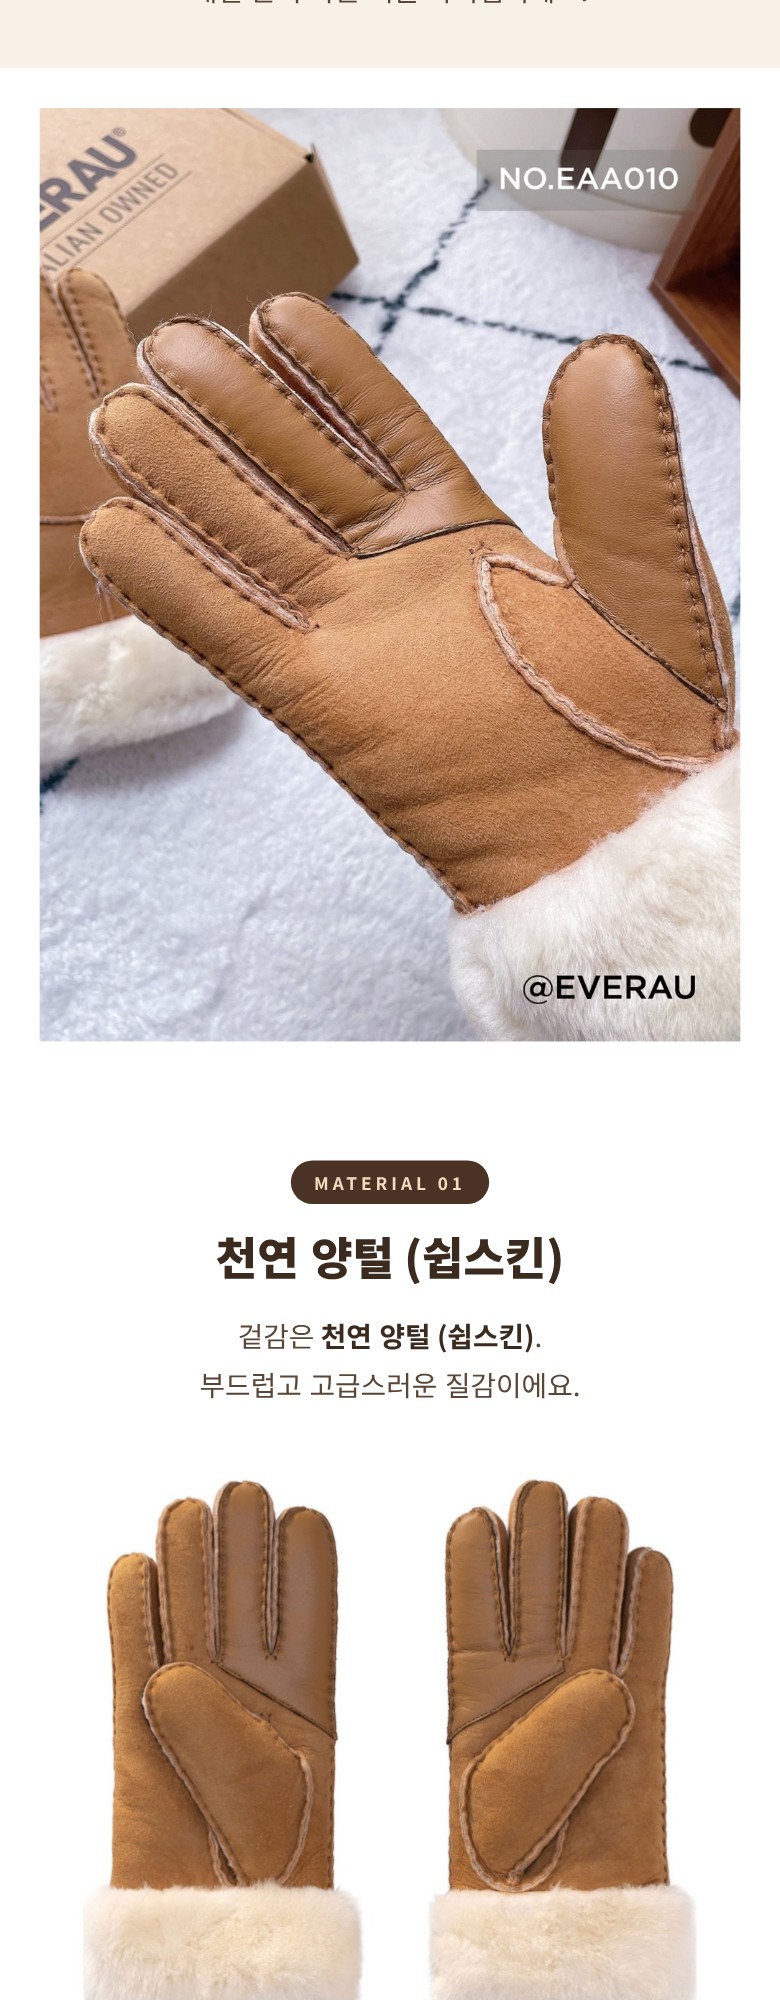 ERAU®
ALIAN OWNED
NO.EAA010
@EVERAU
MATERIAL 01
천연 양털 (쉽스킨)
겉감은 천연 양털 (쉽스킨).
부드럽고 고급스러운 질감이에요.